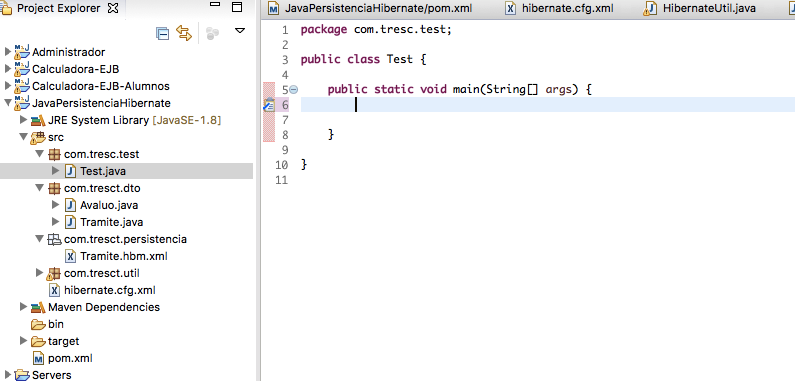 Project Explorer
Administrador
Calculadora-EJB
Calculadora-EJB-Alumnos
JavaPersistenciaHibernate
JRE System Library [JavaSE-1.8]
src
com.tresc.test
Test.java
com.tresct.dto
Avaluo.java
Tramite.java
com.tresct.persistencia
Tramite.hbm.xml
com.tresct.util
hibernate.cfg.xml
Maven Dependencies
bin
target
pom.xml
Servers
JavaPersistenciaHibernate/pom.xml
hibernate.cfg.xml
HibernateUtil.java
1 package com.tresc.test;
2
3 public class Test {
4
5 public static void main(String[] args) {
6
7
8 }
9
10 }
11